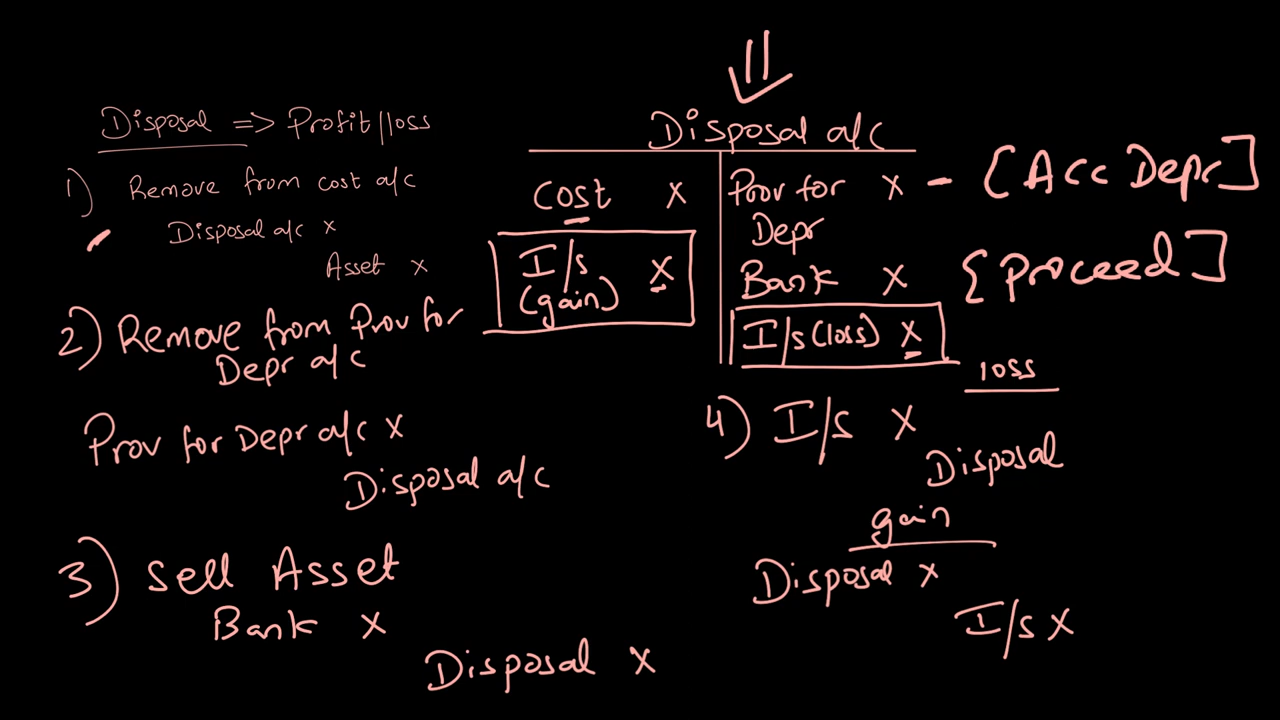 Disposal => Profit/loss
1) Remove from cost a/c
Disposal a/c x
Asset x
2) Remove from Prov for
Depr a/c
Prov for Depr a/c x
Disposal a/c
3) Sell Asset
Bank x
Disposal x
Disposal a/c
Cost x
I/s x
(gain)
Prov for x - [Acc Depr]
Depr
Bank x [Proceed]
I/s (loss) x
loss
4) I/s x
Disposal
gain
Disposal x
I/s x